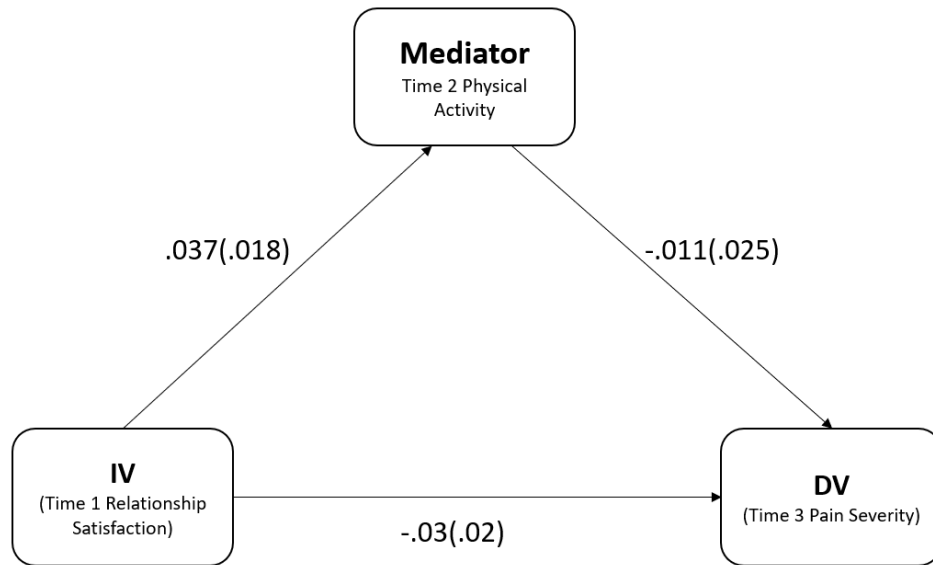 Mediator
Time 2 Physical
Activity
.037(.018)
-.011(.025)
IV
(Time 1 Relationship
Satisfaction)
-.03(.02)
DV
(Time 3 Pain Severity)